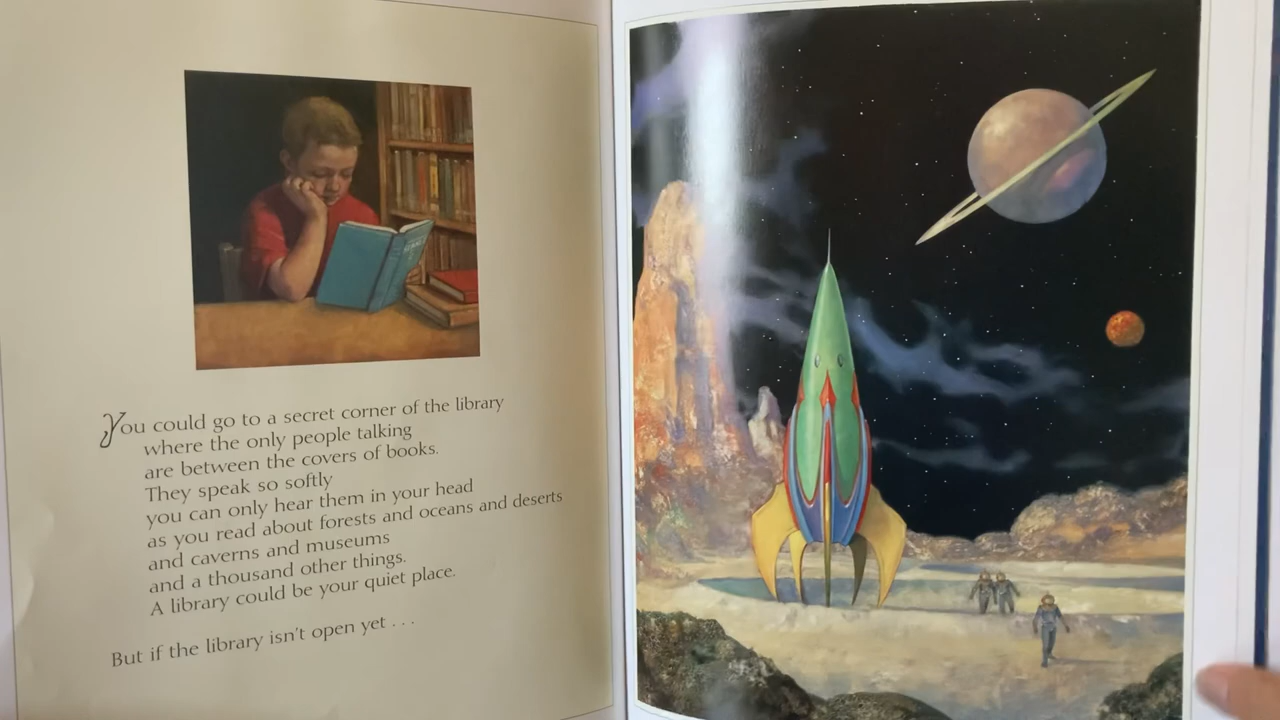 You could go to a secret corner of the library
where the only people talking
are between the covers of books.
They speak so softly
you can only hear them in your head
as you read about forests and oceans and deserts
and caverns and museums
and a thousand other things.
A library could be your quiet place.
But if the library isn't open yet . . .